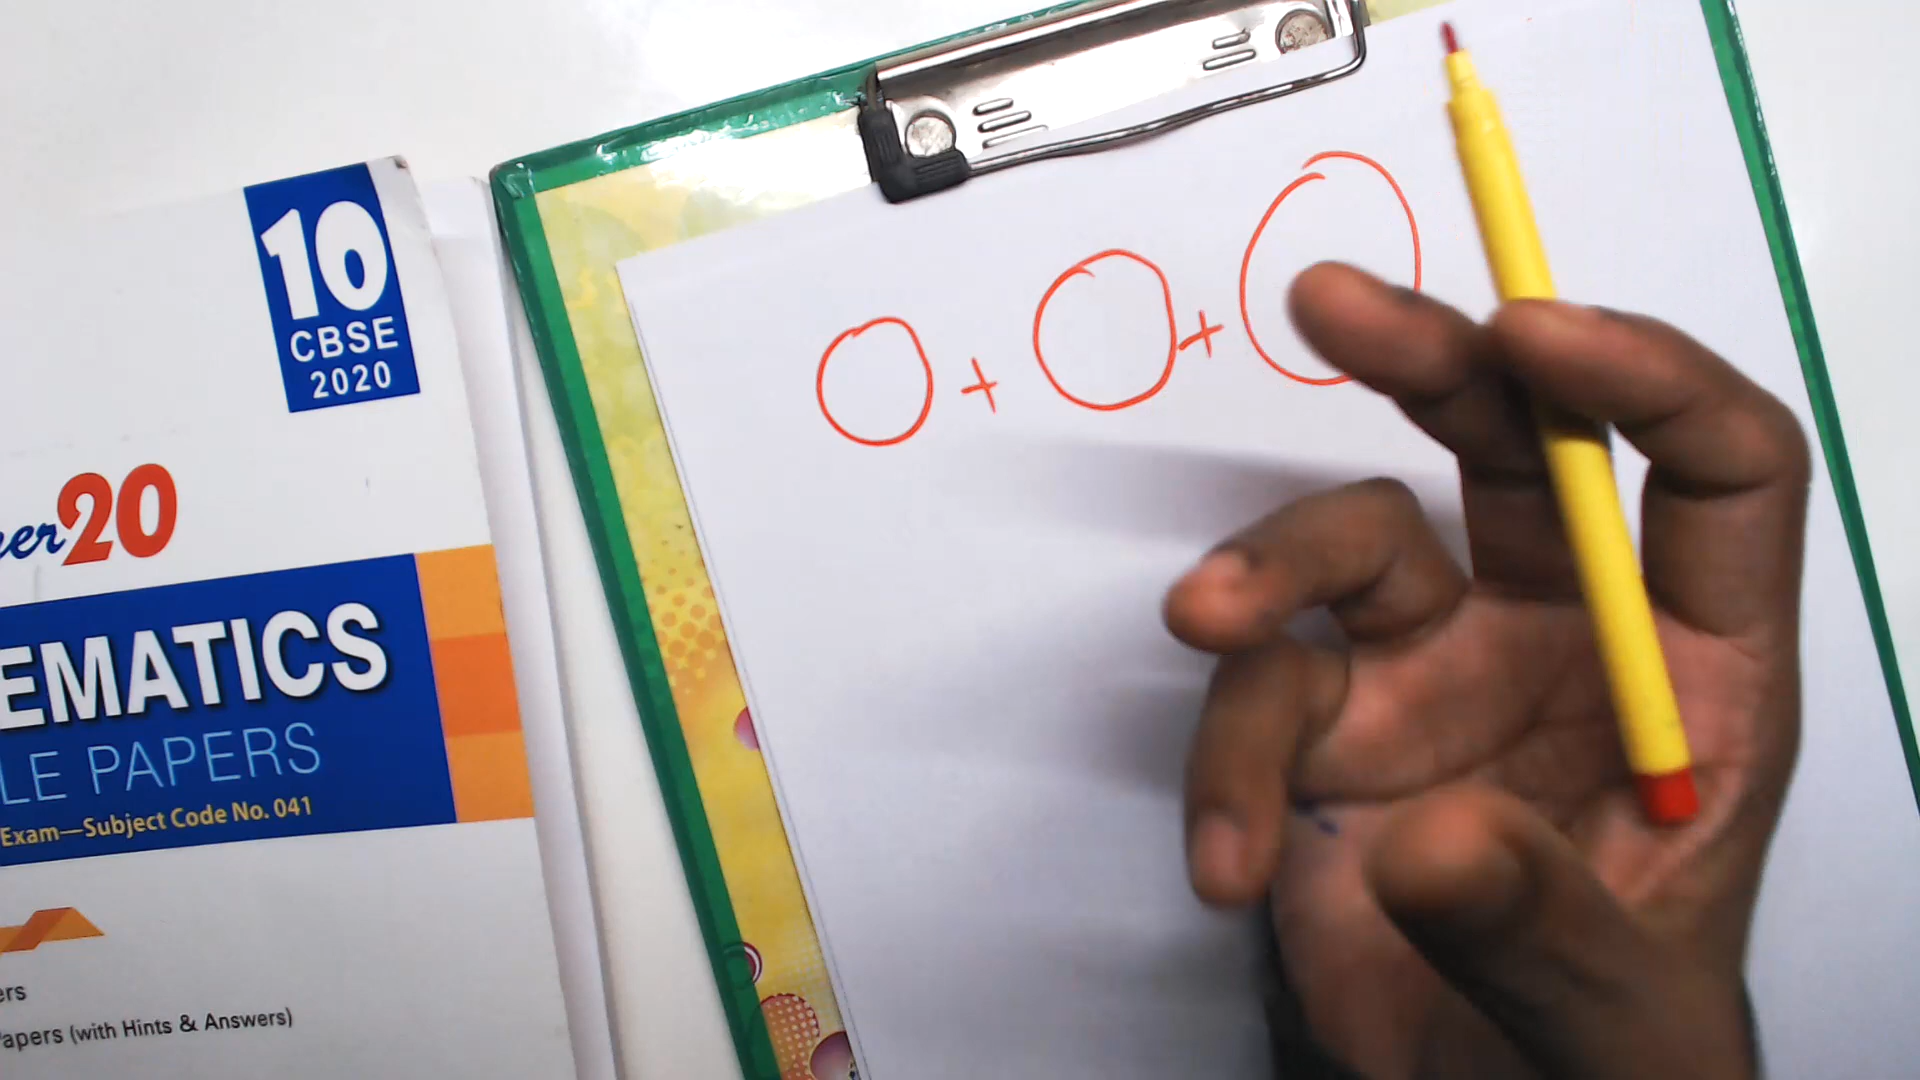 10
CBSE
2020
er20
EMATICS
LE PAPERS
Exam—Subject Code No. 041
ers
apers (with Hints & Answers)
O + O + O